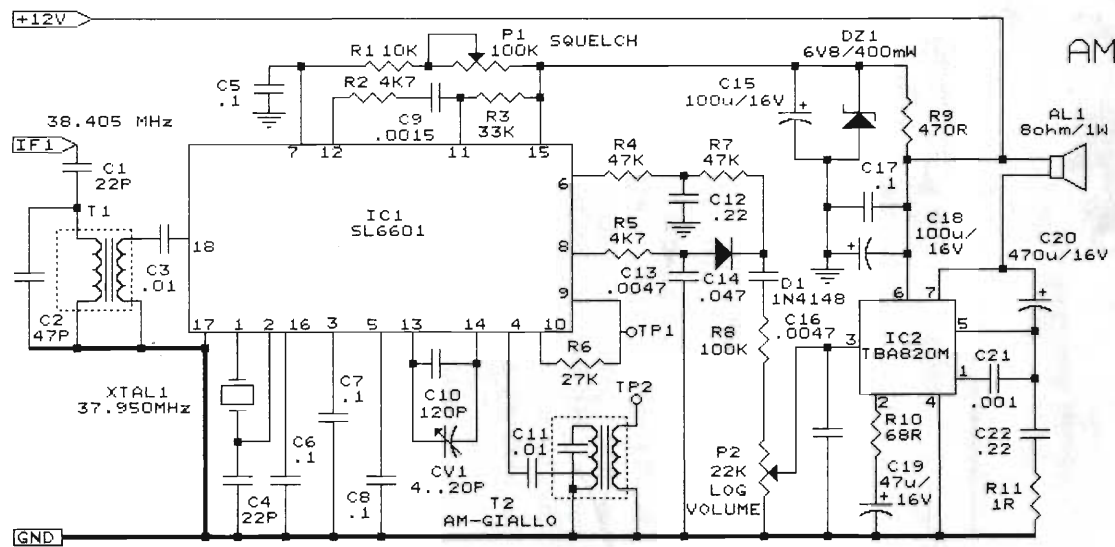 +12V
R1 10K
P1
100K
SQUELCH
DZ1
6V8/400mW
AM
C5
.1
R2 4K7
C9
.0015
R3
33K
C15
100u/16V
R9
470R
AL1
8ohm/1W
38.405 MHz
IF1
C1
22P
7
12
11
15
R4
47K
R7
47K
C17
.1
T1
6
C12
.22
IC1
SL6601
C18
100u/
16V
C20
470u/16V
R5
4K7
18
8
C3
.01
C13
.0047
C14
.047
D1
1N4148
9
6
7
C2
47P
17
1
2
16
3
5
13
14
4
10
TP1
R6
27K
R8
100K
C16
.0047
3
IC2
TBA820M
5
1
C21
.001
XTAL1
37.950MHz
C7
.1
C10
120P
TP2
2
4
R10
68R
C22
.22
C6
.1
CV1
4..20P
C11
.01
P2
22K
LOG
VOLUME
C19
47u
16V
R11
1R
C4
22P
C8
.1
T2
AM-GIALLO
GND